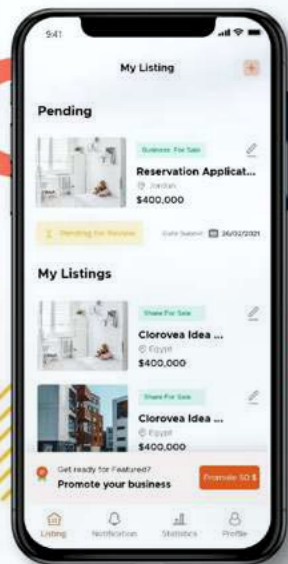 9:41
My Listing
Pending
Business For Sale
Reservation Applicat...
Jordan
$400,000
Pending for Review
Date Submit: 26/02/2021
My Listings
Share For Sale
Clorovea Idea ...
Egypt
$400,000
Share For Sale
Clorovea Idea ...
Egypt
$400,000
Get ready for Featured?
Promote your business
Promote 50 $
Listing
Notification
Statistics
Profile